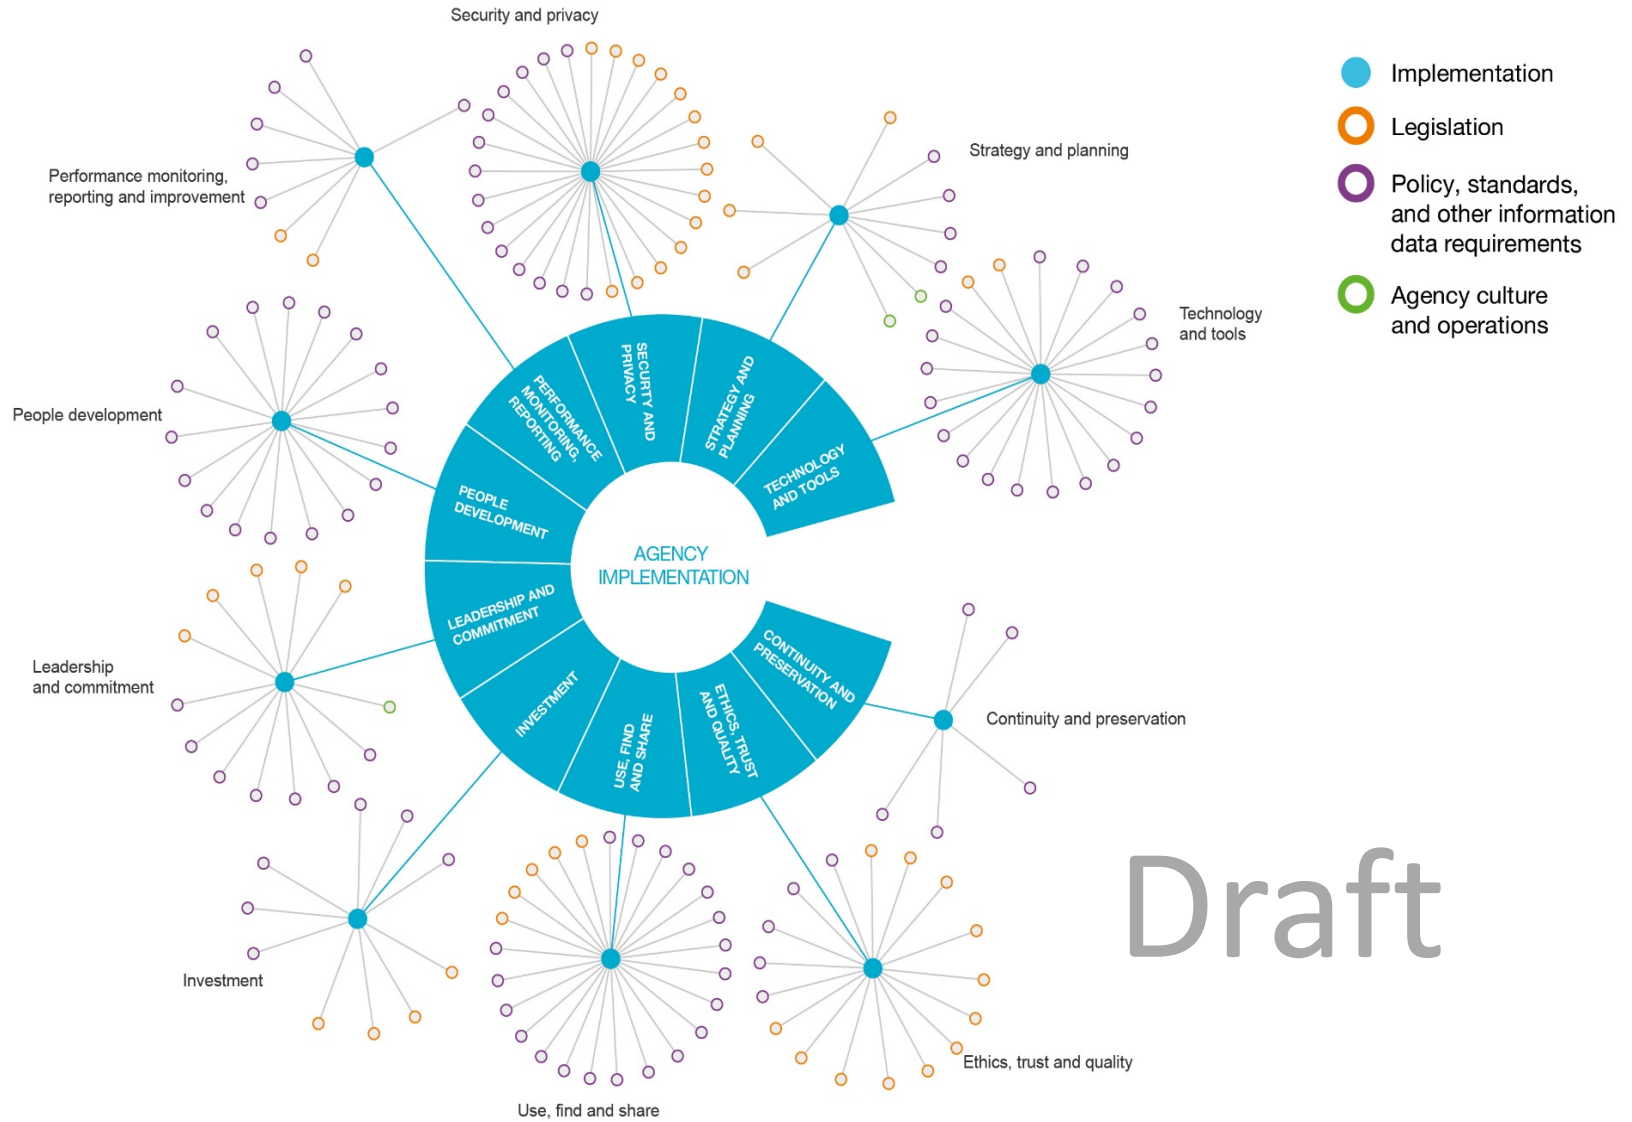 Security and privacy
Performance monitoring,
reporting and improvement
Strategy and planning
Technology
and tools
People development
Leadership
and commitment
Investment
Use, find and share
Ethics, trust and quality
Continuity and preservation
Implementation
Legislation
Policy, standards,
and other information
data requirements
Agency culture
and operations
AGENCY
IMPLEMENTATION
SECURTY AND
PRIVACY
STRATEGY AND
PLANNING
TECHNOLOGY
AND TOOLS
PERFORMANCE
MONITORING,
REPORTING
PEOPLE
DEVELOPMENT
LEADERSHIP AND
COMMITMENT
INVESTMENT
USE, FIND
AND SHARE
ETHICS, TRUST
AND QUALITY
CONTINUITY AND
PRESERVATION
Draft